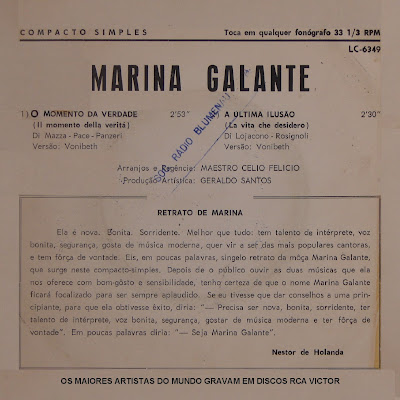 COMPACTO SIMPLES
Toca em qualquer fonógrafo 33 1/3 RPM
LC-6349
MARINA GALANTE
1) O MOMENTO DA VERDADE 2'53"
(Il momento della veritá)
Di Mazza - Pace - Panzeri
Versão: Vonibeth
A ÚLTIMA ILUSÃO 2'30"
(La vita che desidero)
Di Lojacono - Rosignoli
Versão: Vonibeth
SOC. RADIO BLUMENAU
Arranjos e Regência: MAESTRO CELIO FELÍCIO
Produção Artística: GERALDO SANTOS
RETRATO DE MARINA
Ela é nova. Bonita. Sorridente. Melhor que tudo: tem talento de intérprete, voz
bonita, segurança, gosto de música moderna, quer vir a ser das mais populares cantoras,
e tem fôrça de vontade. Eis, em poucas palavras, singelo retrato da môça Marina Galante,
que surge neste compacto-simples. Depois de o público ouvir as duas músicas que ela
nos oferece com bom-gôsto e sensibilidade, tenho certeza de que o nome Marina Galante
ficará focalizado para ser sempre aplaudido. Se eu tivesse que dar conselhos a uma prin-
cipiante, para que ela obtivesse êxito, diria: "— Precisa ser nova, bonita, sorridente, ter
talento de intérprete, voz bonita, segurança, gostar de música moderna e ter fôrça de
vontade". Em poucas palavras diria: "— Seja Marina Galante".
Nestor de Holanda
OS MAIORES ARTISTAS DO MUNDO GRAVAM EM DISCOS RCA VICTOR